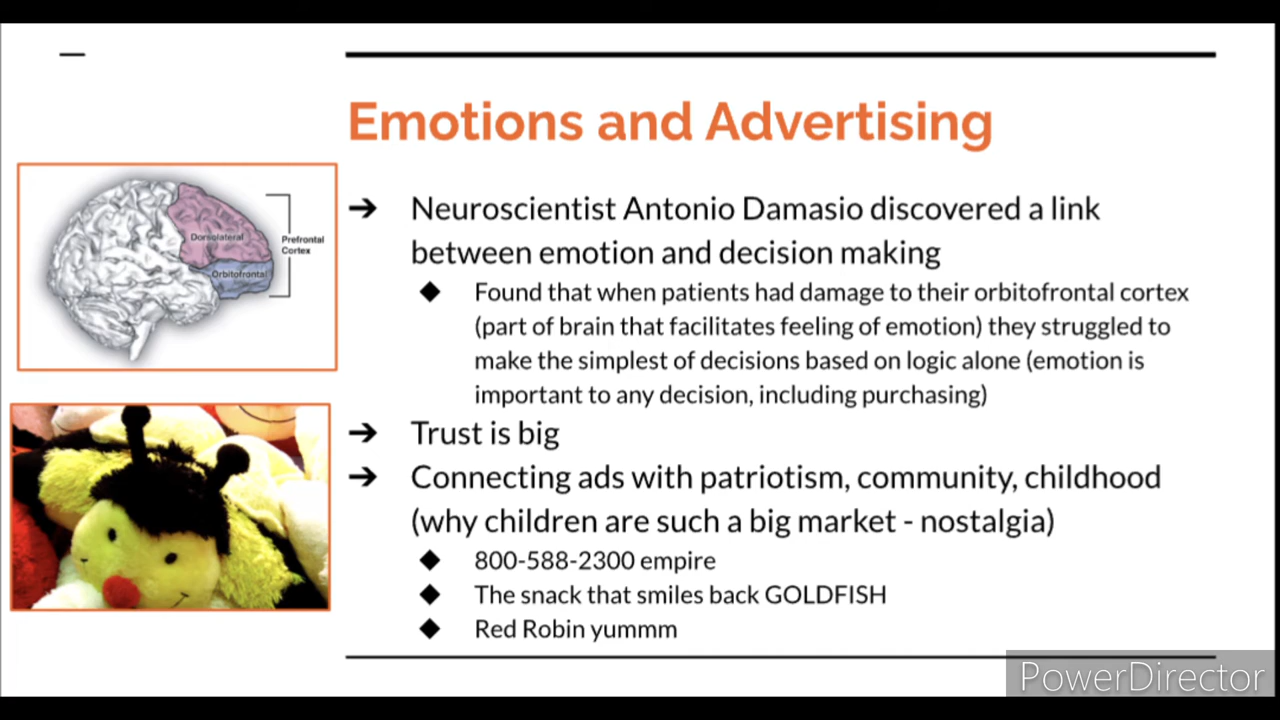 Emotions and Advertising
➔ Neuroscientist Antonio Damasio discovered a link
between emotion and decision making
◆ Found that when patients had damage to their orbitofrontal cortex
(part of brain that facilitates feeling of emotion) they struggled to
make the simplest of decisions based on logic alone (emotion is
important to any decision, including purchasing)
➔ Trust is big
➔ Connecting ads with patriotism, community, childhood
(why children are such a big market - nostalgia)
◆ 800-588-2300 empire
◆ The snack that smiles back GOLDFISH
◆ Red Robin yummm
Dorsolateral
Prefrontal
Cortex
Orbitofrontal
PowerDirector